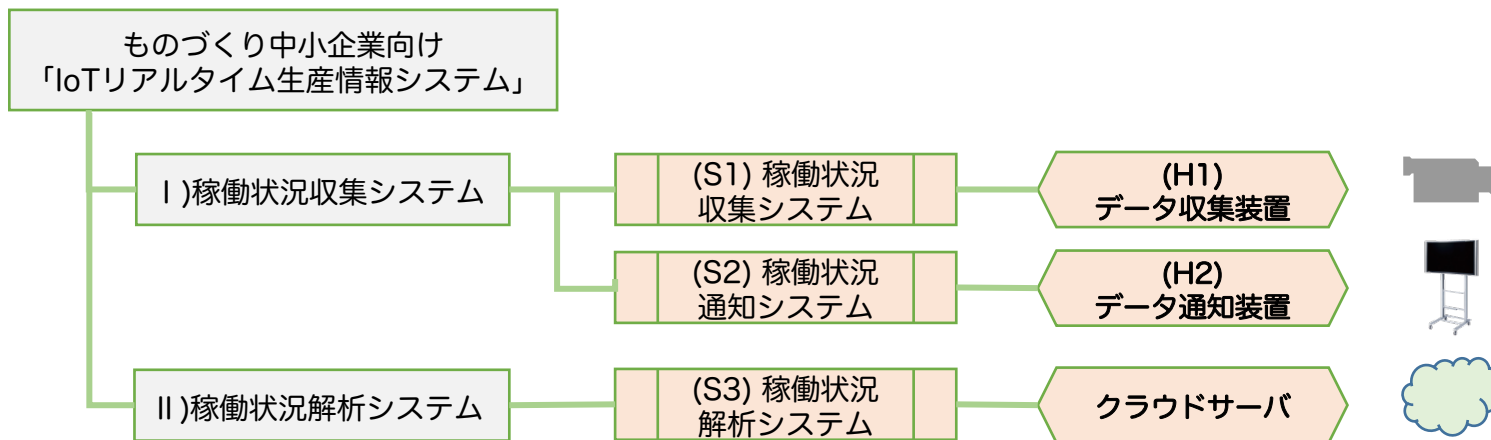 ものづくり中小企業向け
「IoTリアルタイム生産情報システム」
Ⅰ)稼働状況収集システム
(S1) 稼働状況
収集システム
(H1)
データ収集装置
(S2) 稼働状況
通知システム
(H2)
データ通知装置
Ⅱ)稼働状況解析システム
(S3) 稼働状況
解析システム
クラウドサーバ